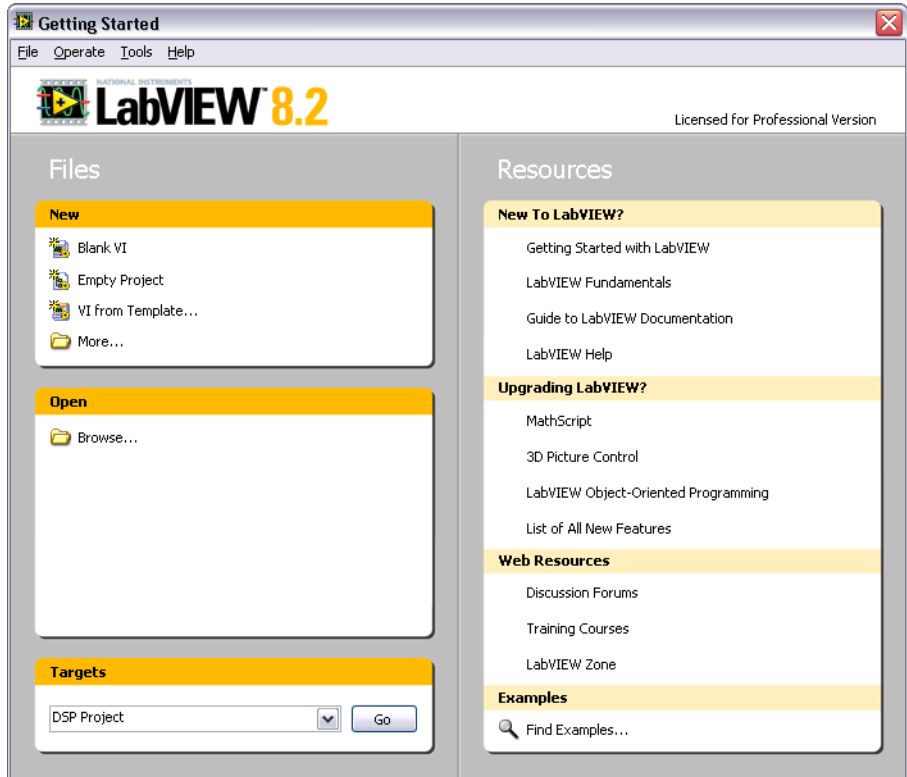 Getting Started
File Operate Tools Help
NATIONAL INSTRUMENTS
LabVIEW™ 8.2
Licensed for Professional Version
Files
New
Blank VI
Empty Project
VI from Template...
More...
Open
Browse...
Targets
DSP Project
Go
Resources
New To LabVIEW?
Getting Started with LabVIEW
LabVIEW Fundamentals
Guide to LabVIEW Documentation
LabVIEW Help
Upgrading LabVIEW?
MathScript
3D Picture Control
LabVIEW Object-Oriented Programming
List of All New Features
Web Resources
Discussion Forums
Training Courses
LabVIEW Zone
Examples
Find Examples...